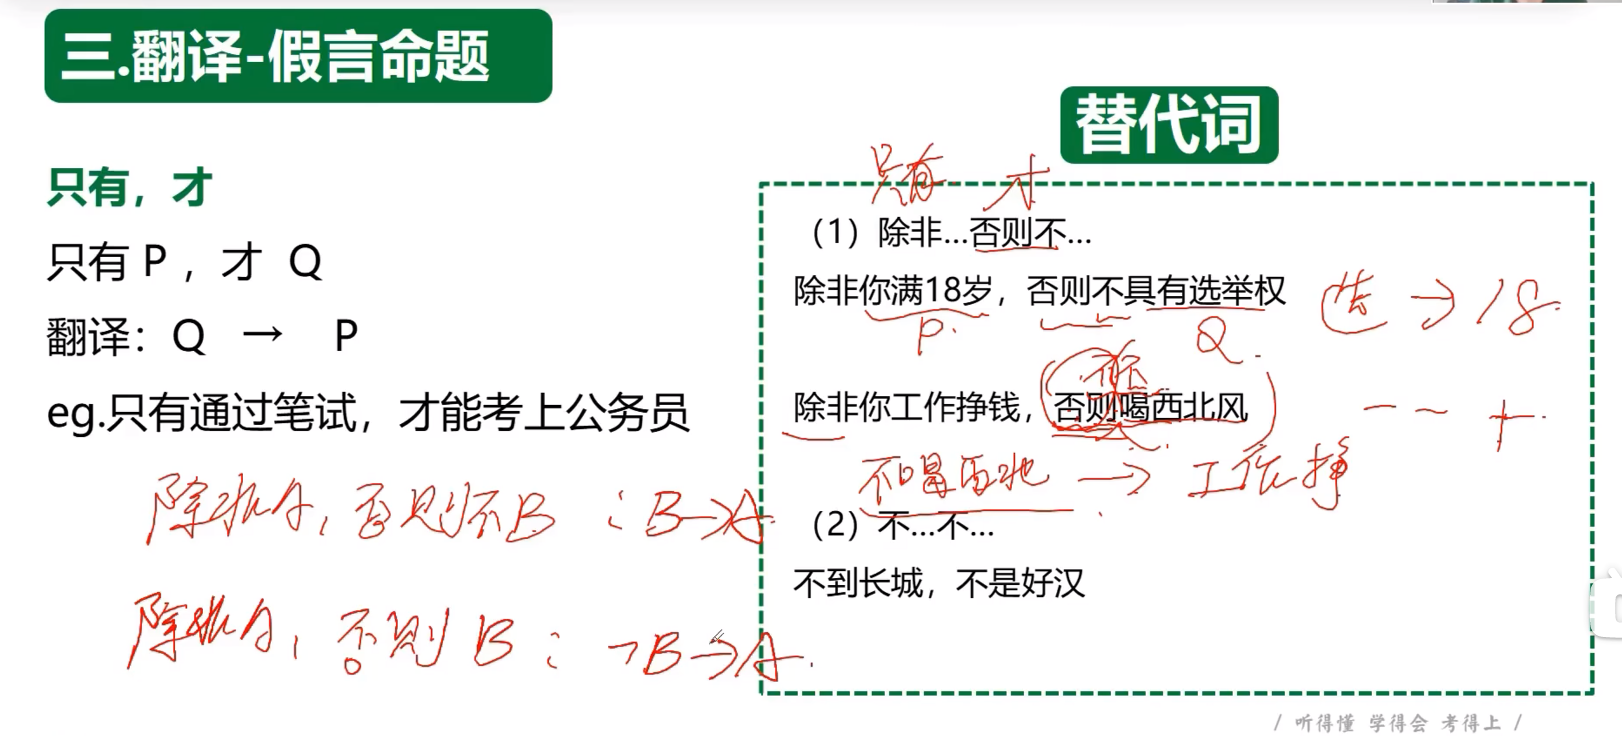 三.翻译-假言命题
替代词
只有，才
只有 P ，才 Q
翻译：Q → P
eg.只有通过笔试，才能考上公务员
除非A，否则不B：B→A
除非A，否则B：¬B→A
只有 才
（1）除非...否则不...
除非你满18岁，否则不具有选举权
P Q
选→18
除非你工作挣钱，否则喝西北风
否不
- - +
不喝西北→工作挣
（2）不...不...
不到长城，不是好汉
/ 听得懂 学得会 考得上 /